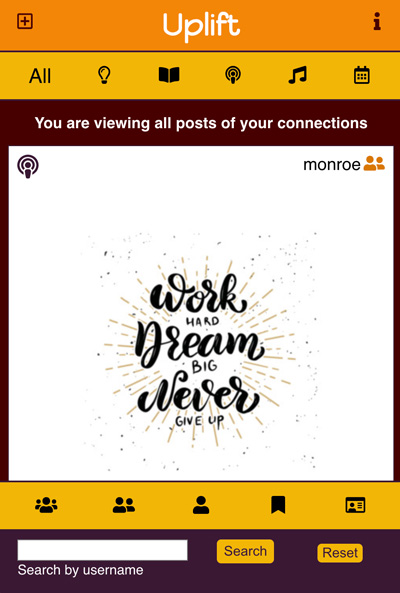 Uplift
All
You are viewing all posts of your connections
monroe
Work
HARD
Dream
BIG
Never
GIVE UP
Search
Reset
Search by username